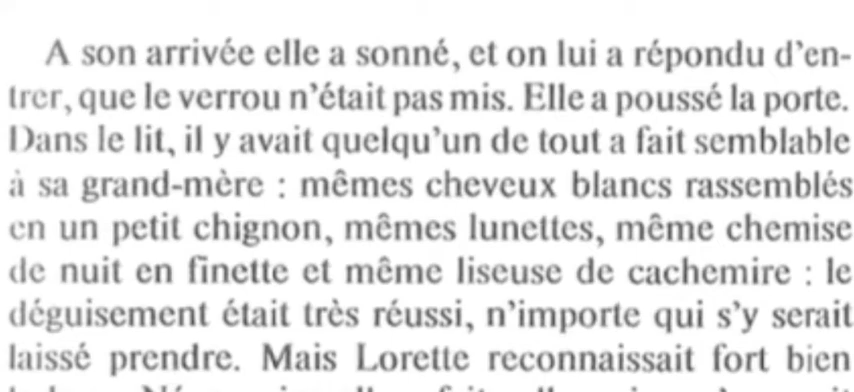 A son arrivée elle a sonné, et on lui a répondu d'en-
trer, que le verrou n'était pas mis. Elle a poussé la porte.
Dans le lit, il y avait quelqu'un de tout a fait semblable
à sa grand-mère : mêmes cheveux blancs rassemblés
en un petit chignon, mêmes lunettes, même chemise
de nuit en finette et même liseuse de cachemire : le
déguisement était très réussi, n'importe qui s'y serait
laissé prendre. Mais Lorette reconnaissait fort bien